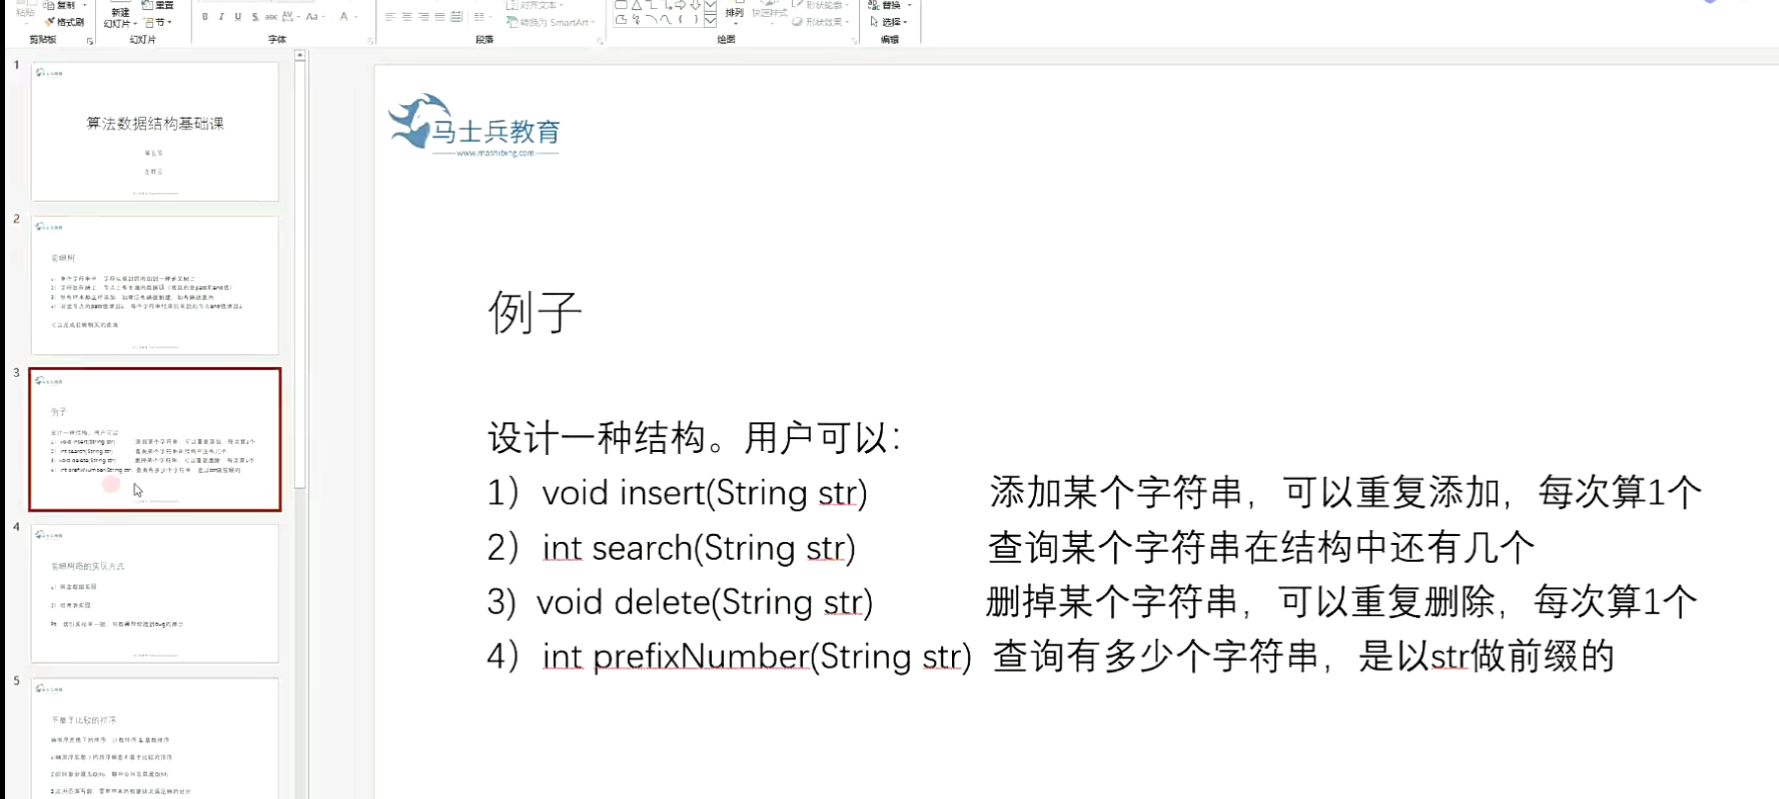 粘贴
复制
格式刷
剪贴板
新建
幻灯片
重置
节
幻灯片
B I U S abc AV Aa A
字体
对齐文本
转换为 SmartArt
段落
排列
快速样式
形状轮廓
形状效果
绘图
替换
选择
编辑
1
算法数据结构基础课
2
前缀树
3
例子
4
前缀树的实现方式
5
不基于比较的排序
马士兵教育
www.mashibing.com
例子
设计一种结构。用户可以：
1）void insert(String str) 添加某个字符串，可以重复添加，每次算1个
2）int search(String str) 查询某个字符串在结构中还有几个
3）void delete(String str) 删掉某个字符串，可以重复删除，每次算1个
4）int prefixNumber(String str) 查询有多少个字符串，是以str做前缀的